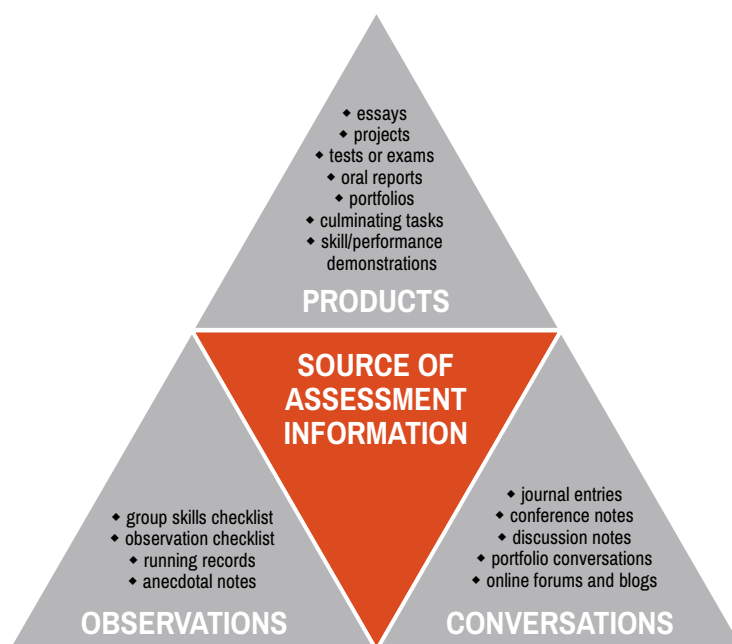 ◆ essays
◆ projects
◆ tests or exams
◆ oral reports
◆ portfolios
◆ culminating tasks
◆ skill/performance
demonstrations
PRODUCTS
SOURCE OF
ASSESSMENT
INFORMATION
◆ group skills checklist
◆ observation checklist
◆ running records
◆ anecdotal notes
OBSERVATIONS
◆ journal entries
◆ conference notes
◆ discussion notes
◆ portfolio conversations
◆ online forums and blogs
CONVERSATIONS